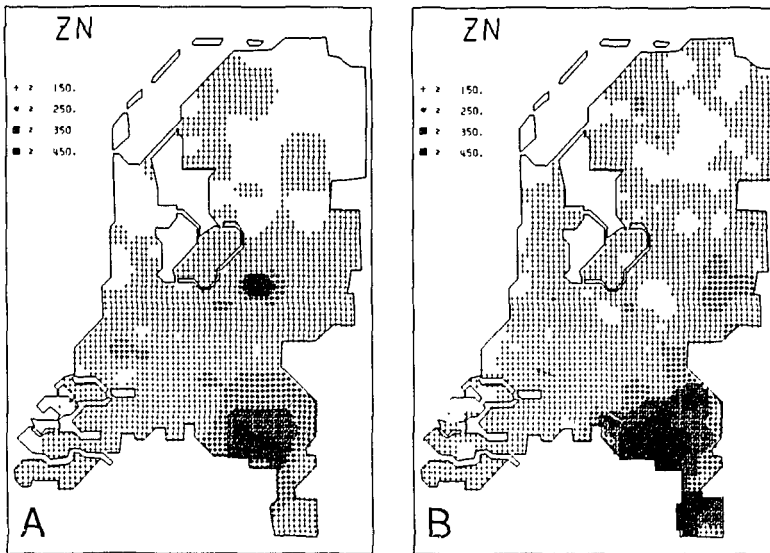 ZN
+ ≥ 150.
* ≥ 250.
■ ≥ 350
■ ≥ 450.
A
ZN
+ ≥ 150.
* ≥ 250.
■ ≥ 350
■ ≥ 450.
B